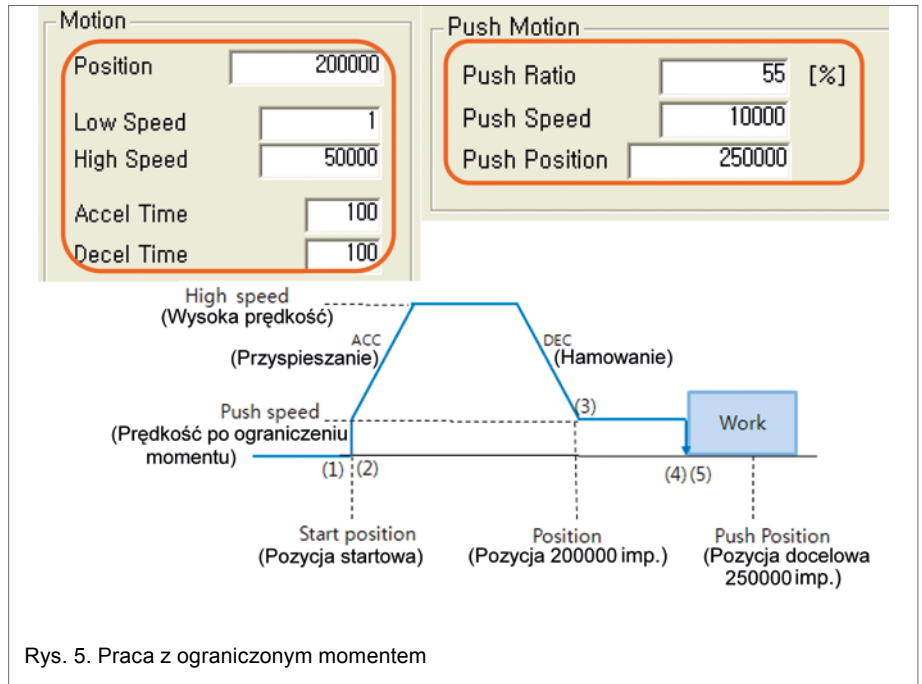 Motion
Position 200000
Low Speed 1
High Speed 50000
Accel Time 100
Decel Time 100
Push Motion
Push Ratio 55 [%]
Push Speed 10000
Push Position 250000
High speed
(Wysoka prędkość)
ACC
(Przyspieszanie)
DEC
(Hamowanie)
Push speed
(Prędkość po ograniczeniu
momentu)
(1) (2)
(3)
(4) (5)
Work
Start position
(Pozycja startowa)
Position
(Pozycja 200000 imp.)
Push Position
(Pozycja docelowa
250000 imp.)
Rys. 5. Praca z ograniczonym momentem